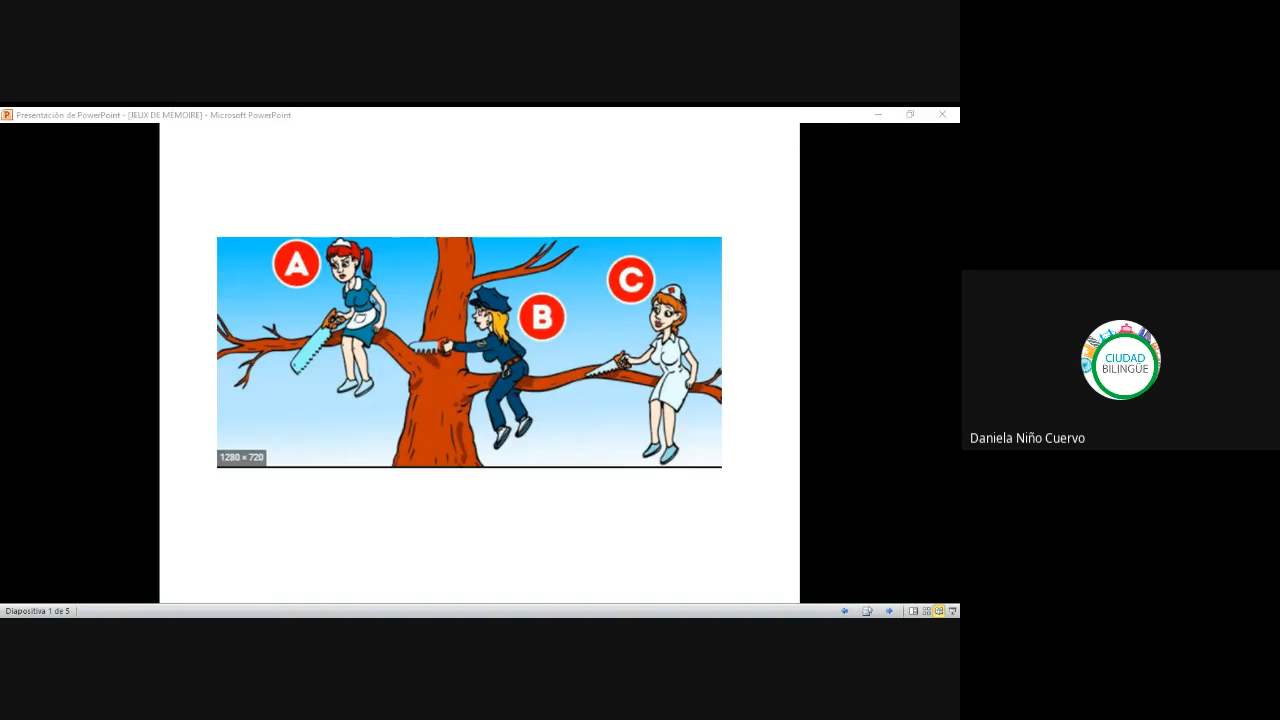 Presentación de PowerPoint - [JEUX DE MEMOIRE] - Microsoft PowerPoint
A
B
C
1280 × 720
CIUDAD
BILINGÜE
Daniela Niño Cuervo
Diapositiva 1 de 5